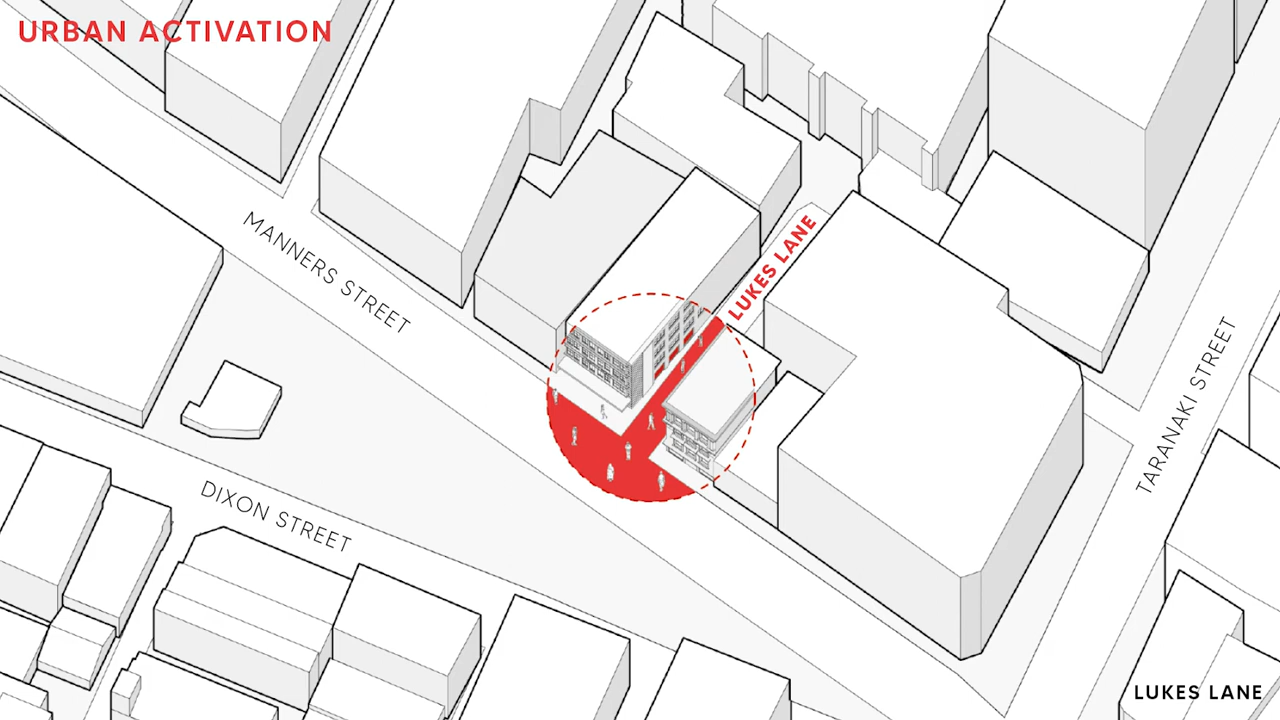 URBAN ACTIVATION
MANNERS STREET
LUKES LANE
TARANAKI STREET
DIXON STREET
LUKES LANE